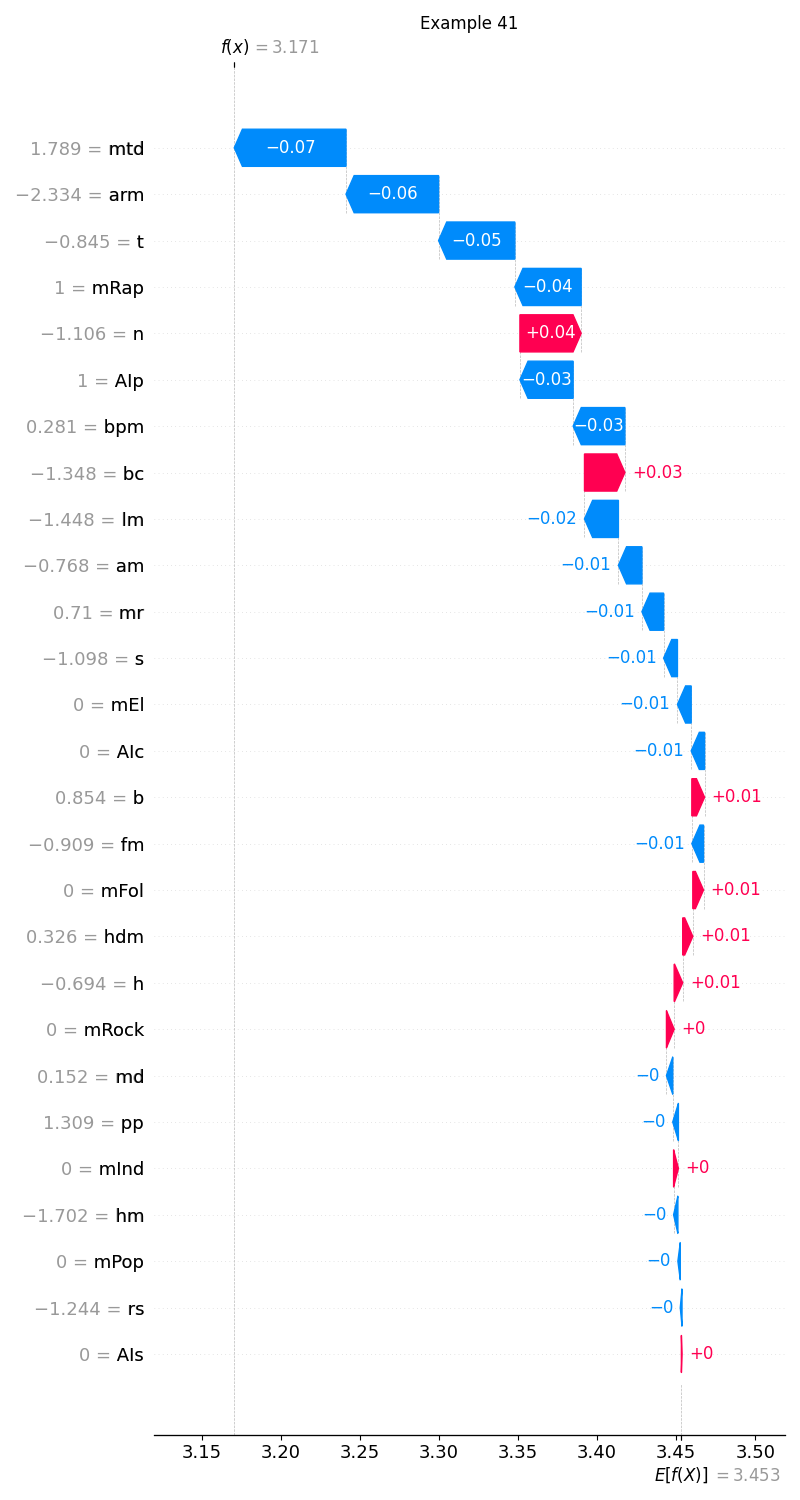 Example 41
f(x) = 3.171
1.789 = mtd −0.07
−2.334 = arm −0.06
−0.845 = t −0.05
1 = mRap −0.04
−1.106 = n +0.04
1 = AIp −0.03
0.281 = bpm −0.03
−1.348 = bc +0.03
−1.448 = lm −0.02
−0.768 = am −0.01
0.71 = mr −0.01
−1.098 = s −0.01
0 = mEl −0.01
0 = AIc −0.01
0.854 = b +0.01
−0.909 = fm −0.01
0 = mFol +0.01
0.326 = hdm +0.01
−0.694 = h +0.01
0 = mRock +0
0.152 = md −0
1.309 = pp −0
0 = mInd +0
−1.702 = hm −0
0 = mPop −0
−1.244 = rs −0
0 = AIs +0
3.15 3.20 3.25 3.30 3.35 3.40 3.45 3.50
E[f(X)] = 3.453